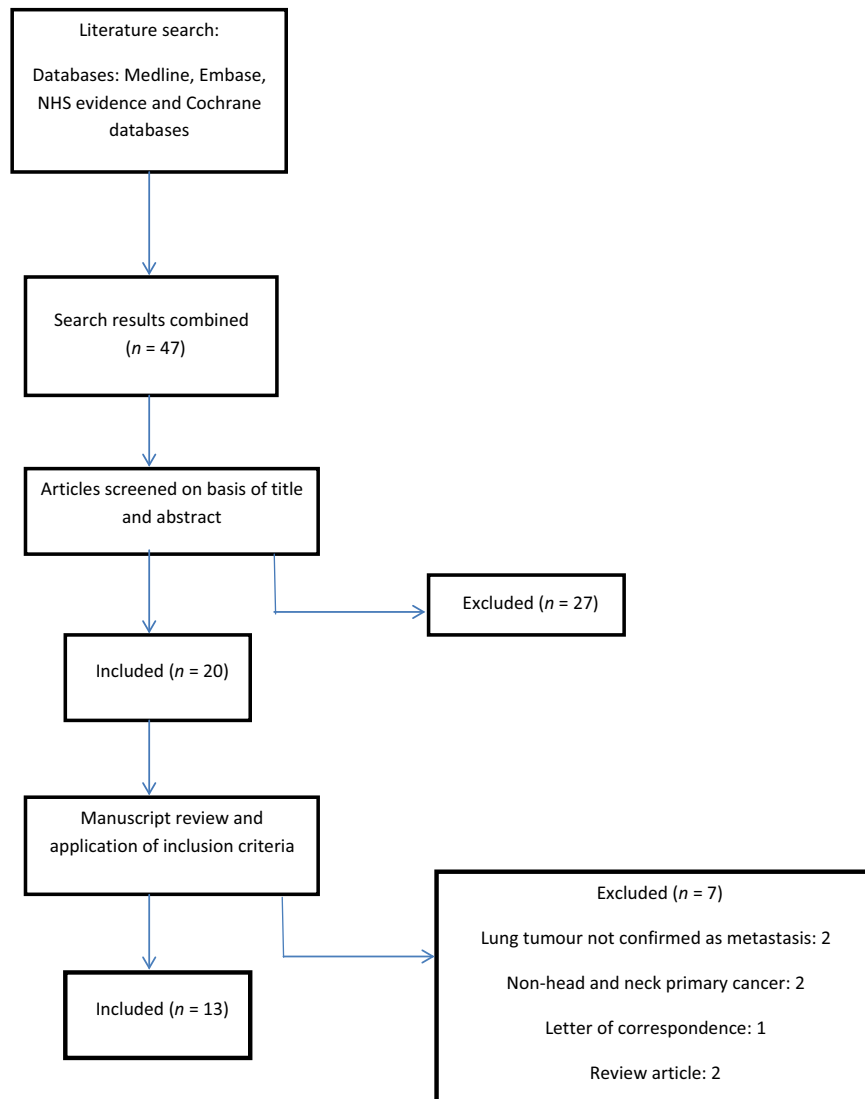 Literature search:
Databases: Medline, Embase,
NHS evidence and Cochrane
databases
Search results combined
(n = 47)
Articles screened on basis of title
and abstract
Excluded (n = 27)
Included (n = 20)
Manuscript review and
application of inclusion criteria
Excluded (n = 7)
Lung tumour not confirmed as metastasis: 2
Non-head and neck primary cancer: 2
Letter of correspondence: 1
Review article: 2
Included (n = 13)